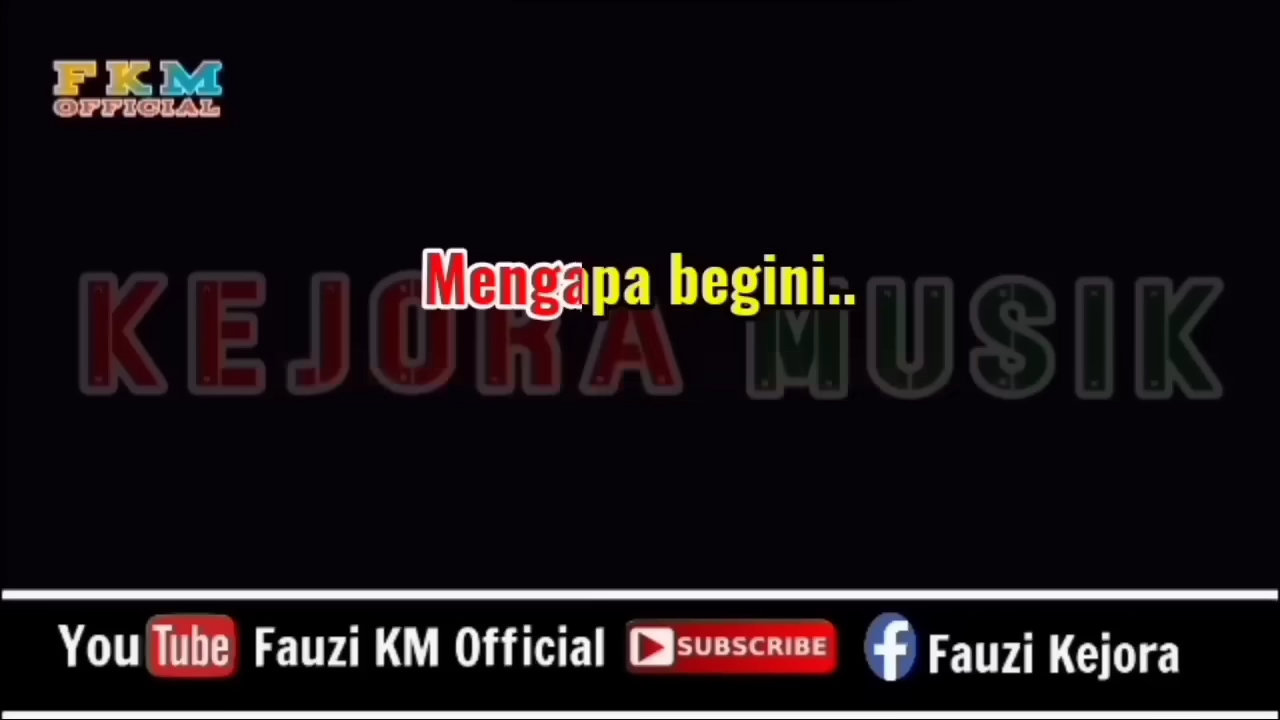 FKM
OFFICIAL
Mengapa begini..
KEJORA MUSIK
YouTube Fauzi KM Official SUBSCRIBE f Fauzi Kejora